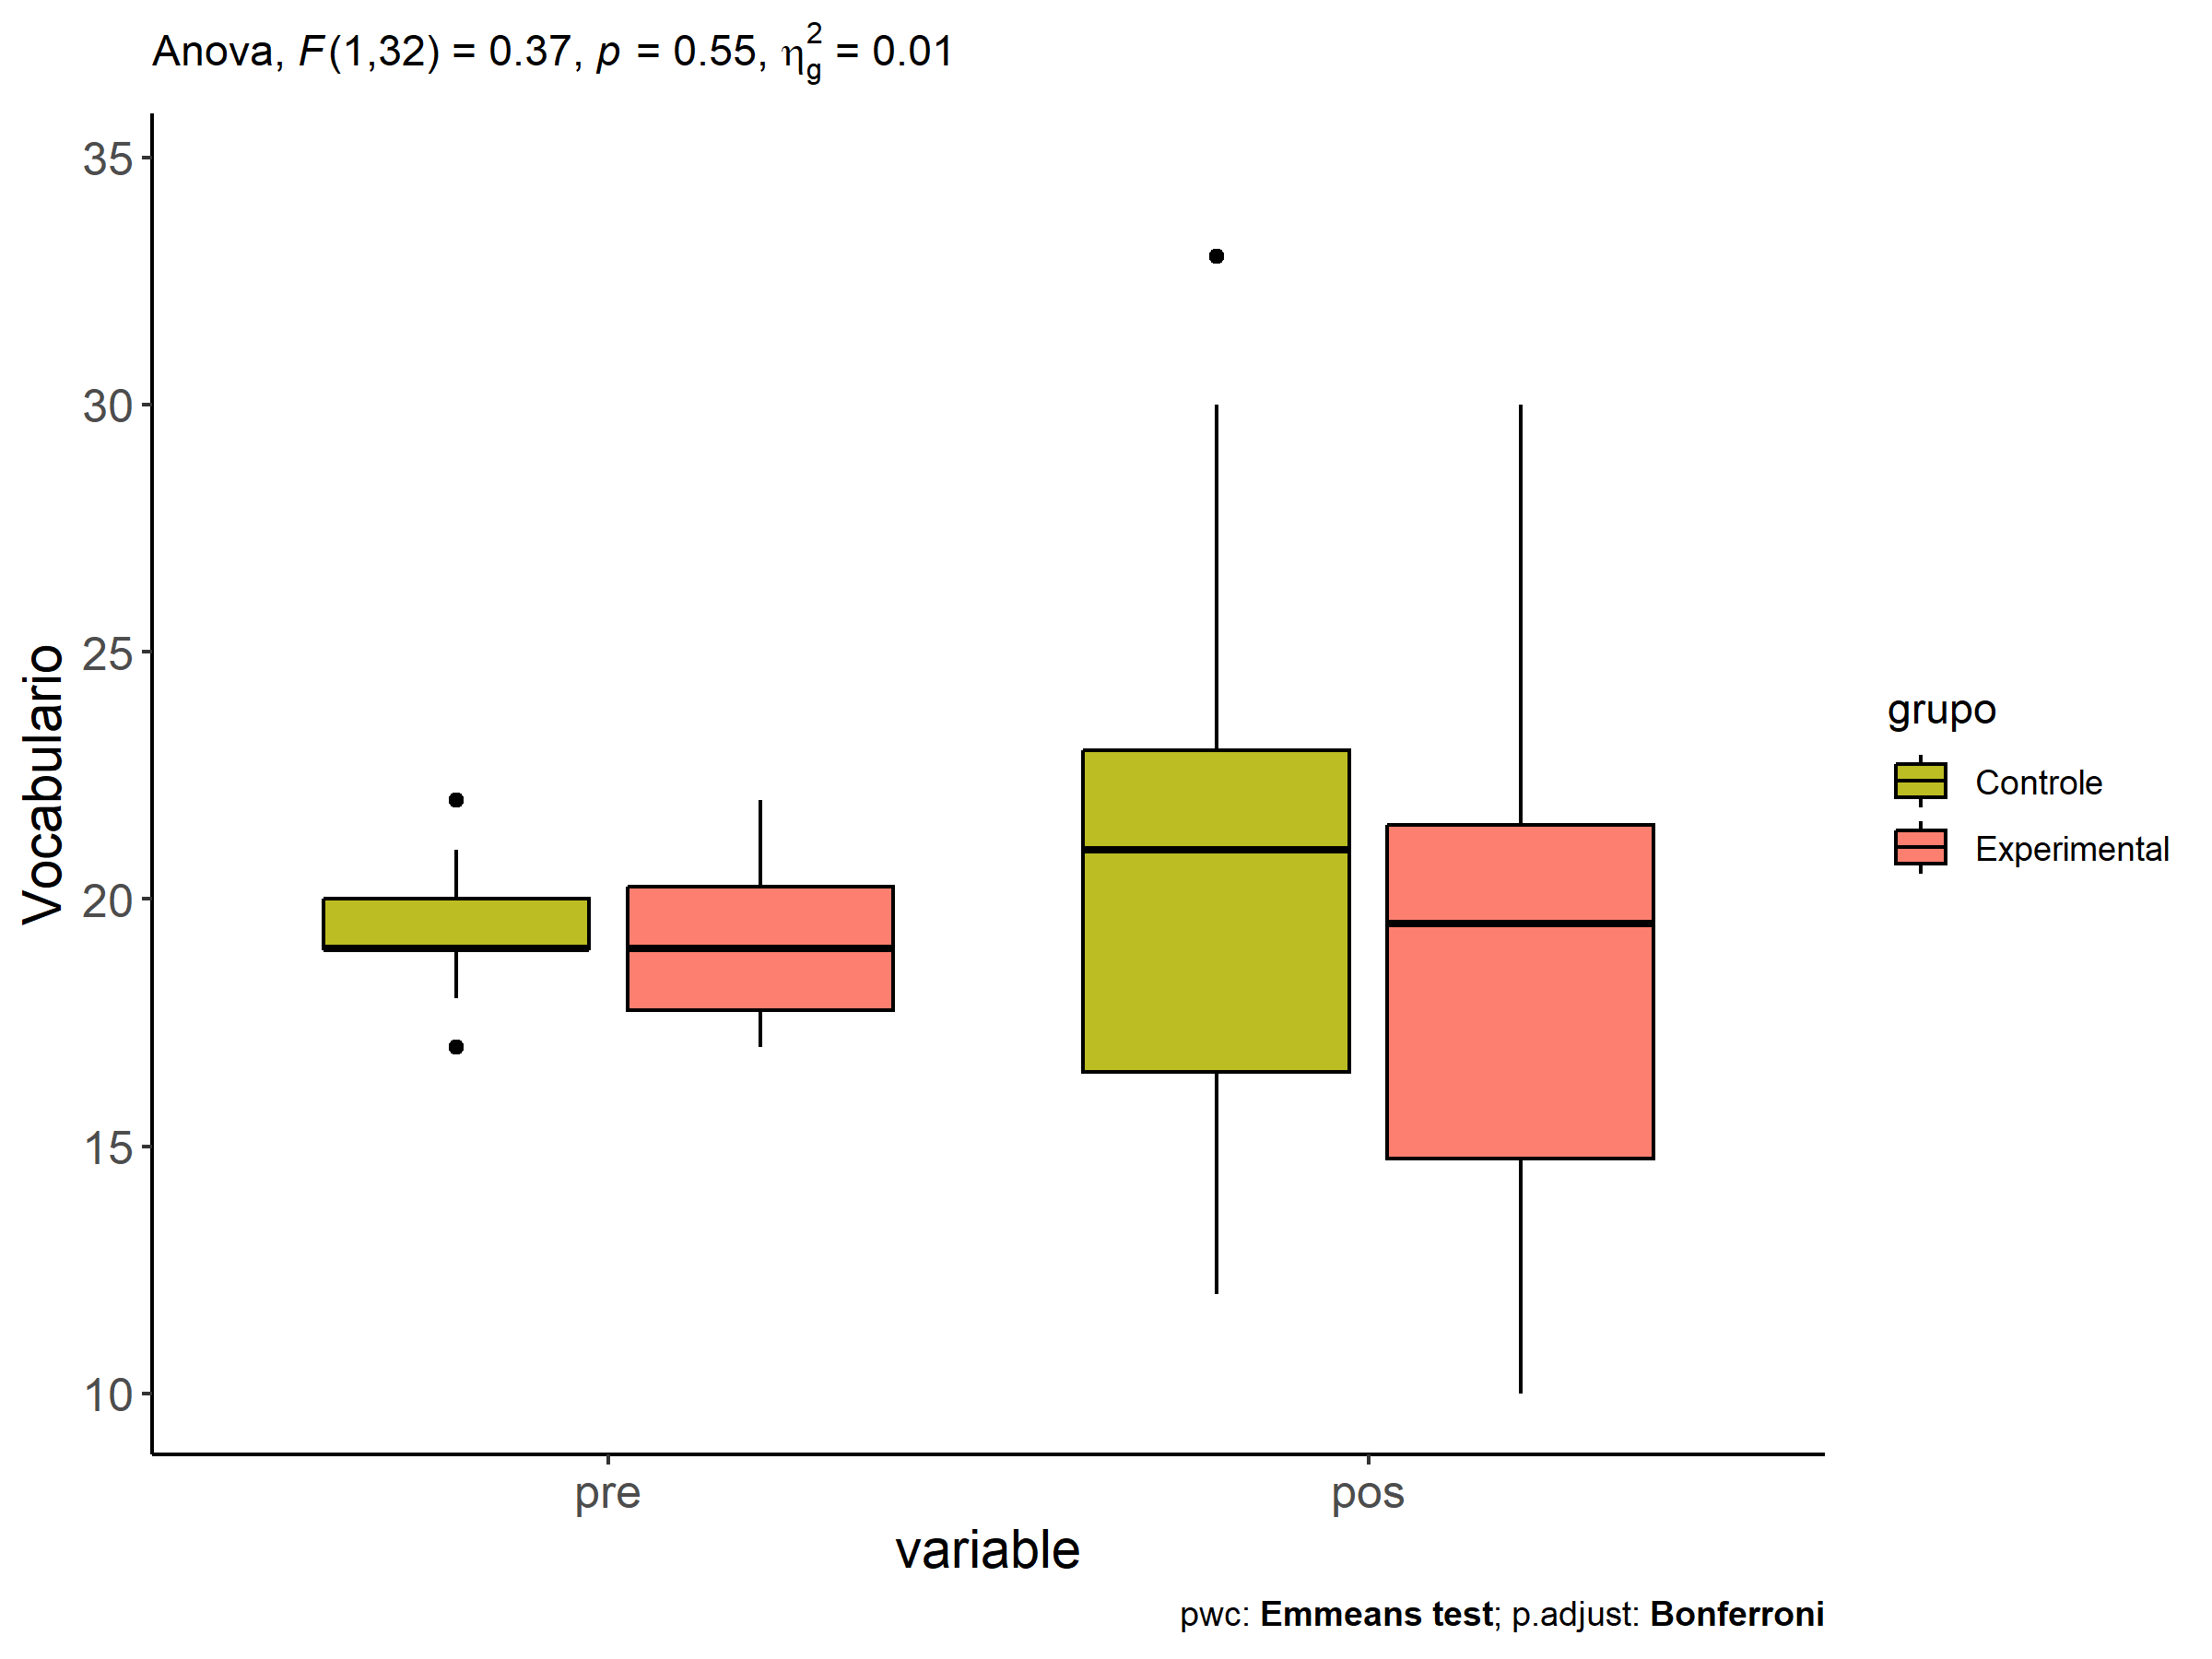 Anova, F(1,32) = 0.37, p = 0.55, η²g = 0.01
35
30
25
20
15
10
Vocabulario
pre
pos
variable
grupo
Controle
Experimental
pwc: Emmeans test; p.adjust: Bonferroni